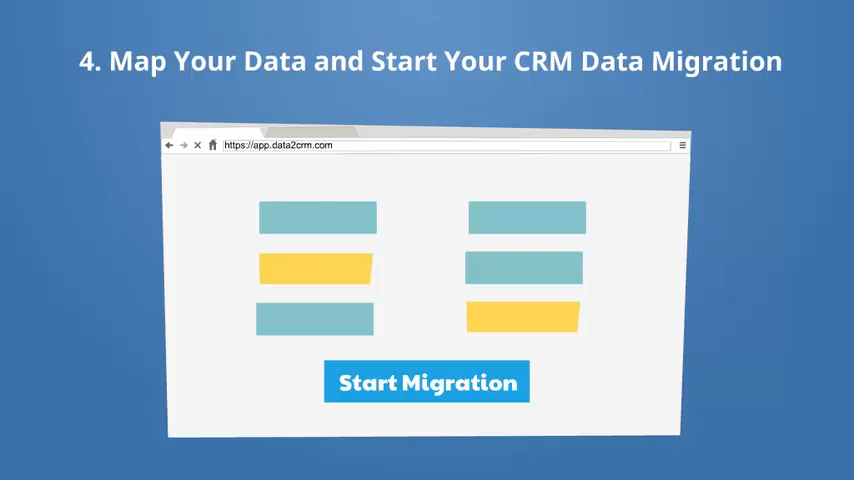 4. Map Your Data and Start Your CRM Data Migration
https://app.data2crm.com
Start Migration